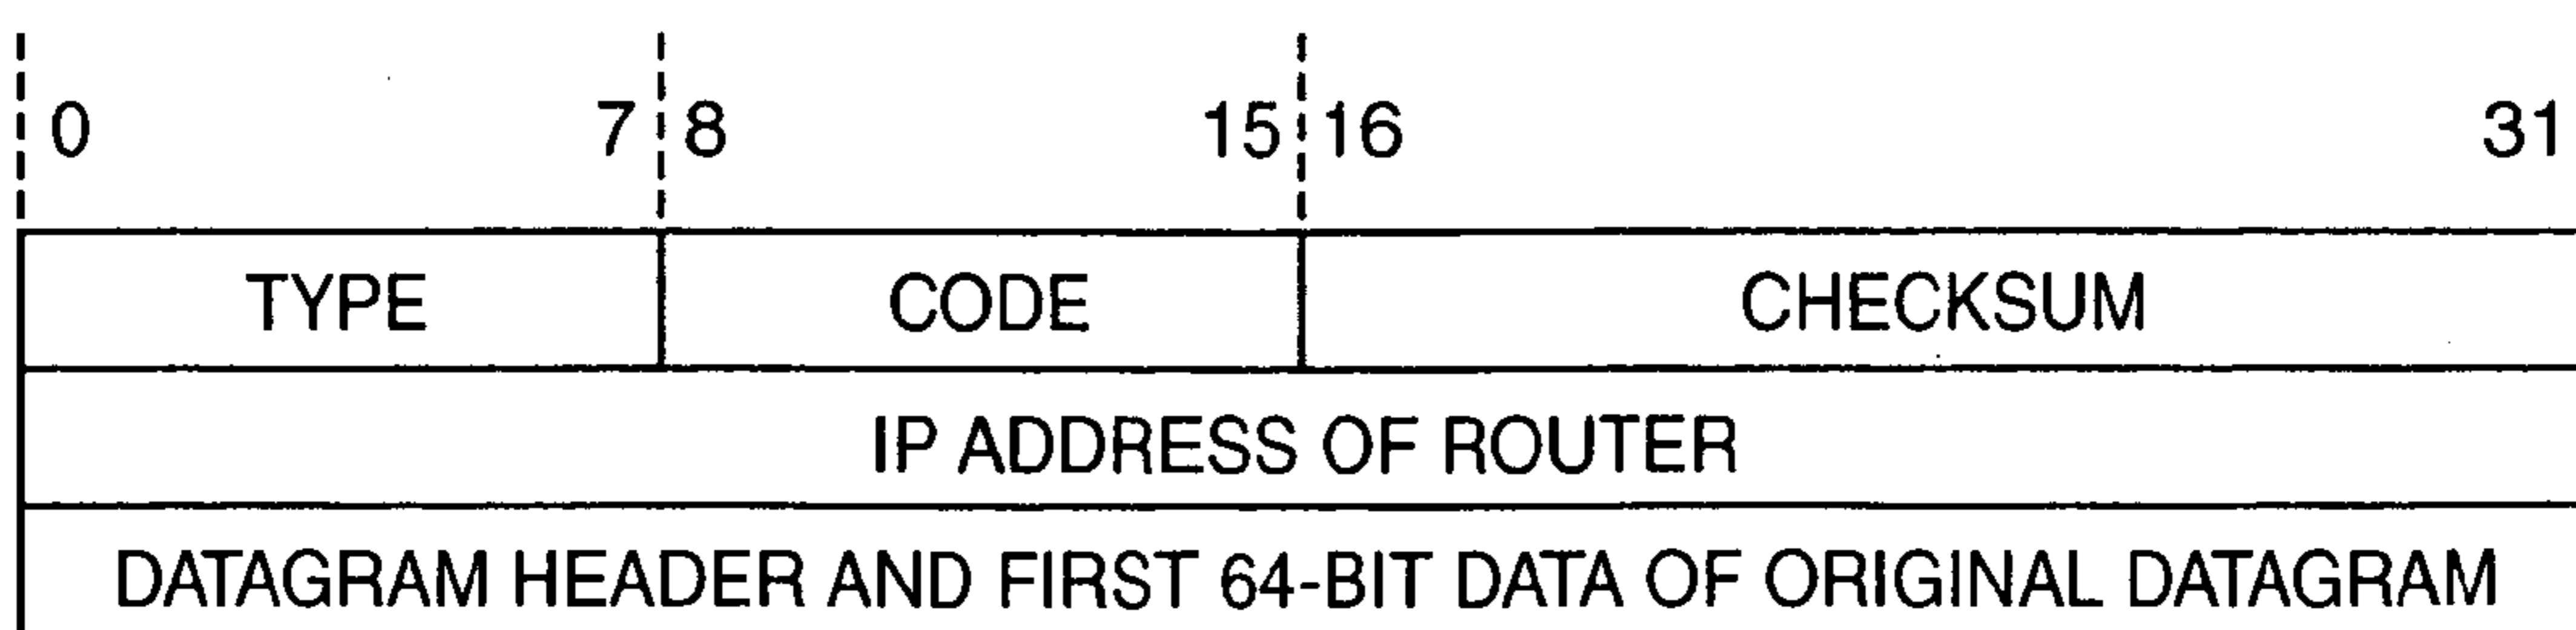 0 7 8 15 16 31
TYPE CODE CHECKSUM
IP ADDRESS OF ROUTER
DATAGRAM HEADER AND FIRST 64-BIT DATA OF ORIGINAL DATAGRAM